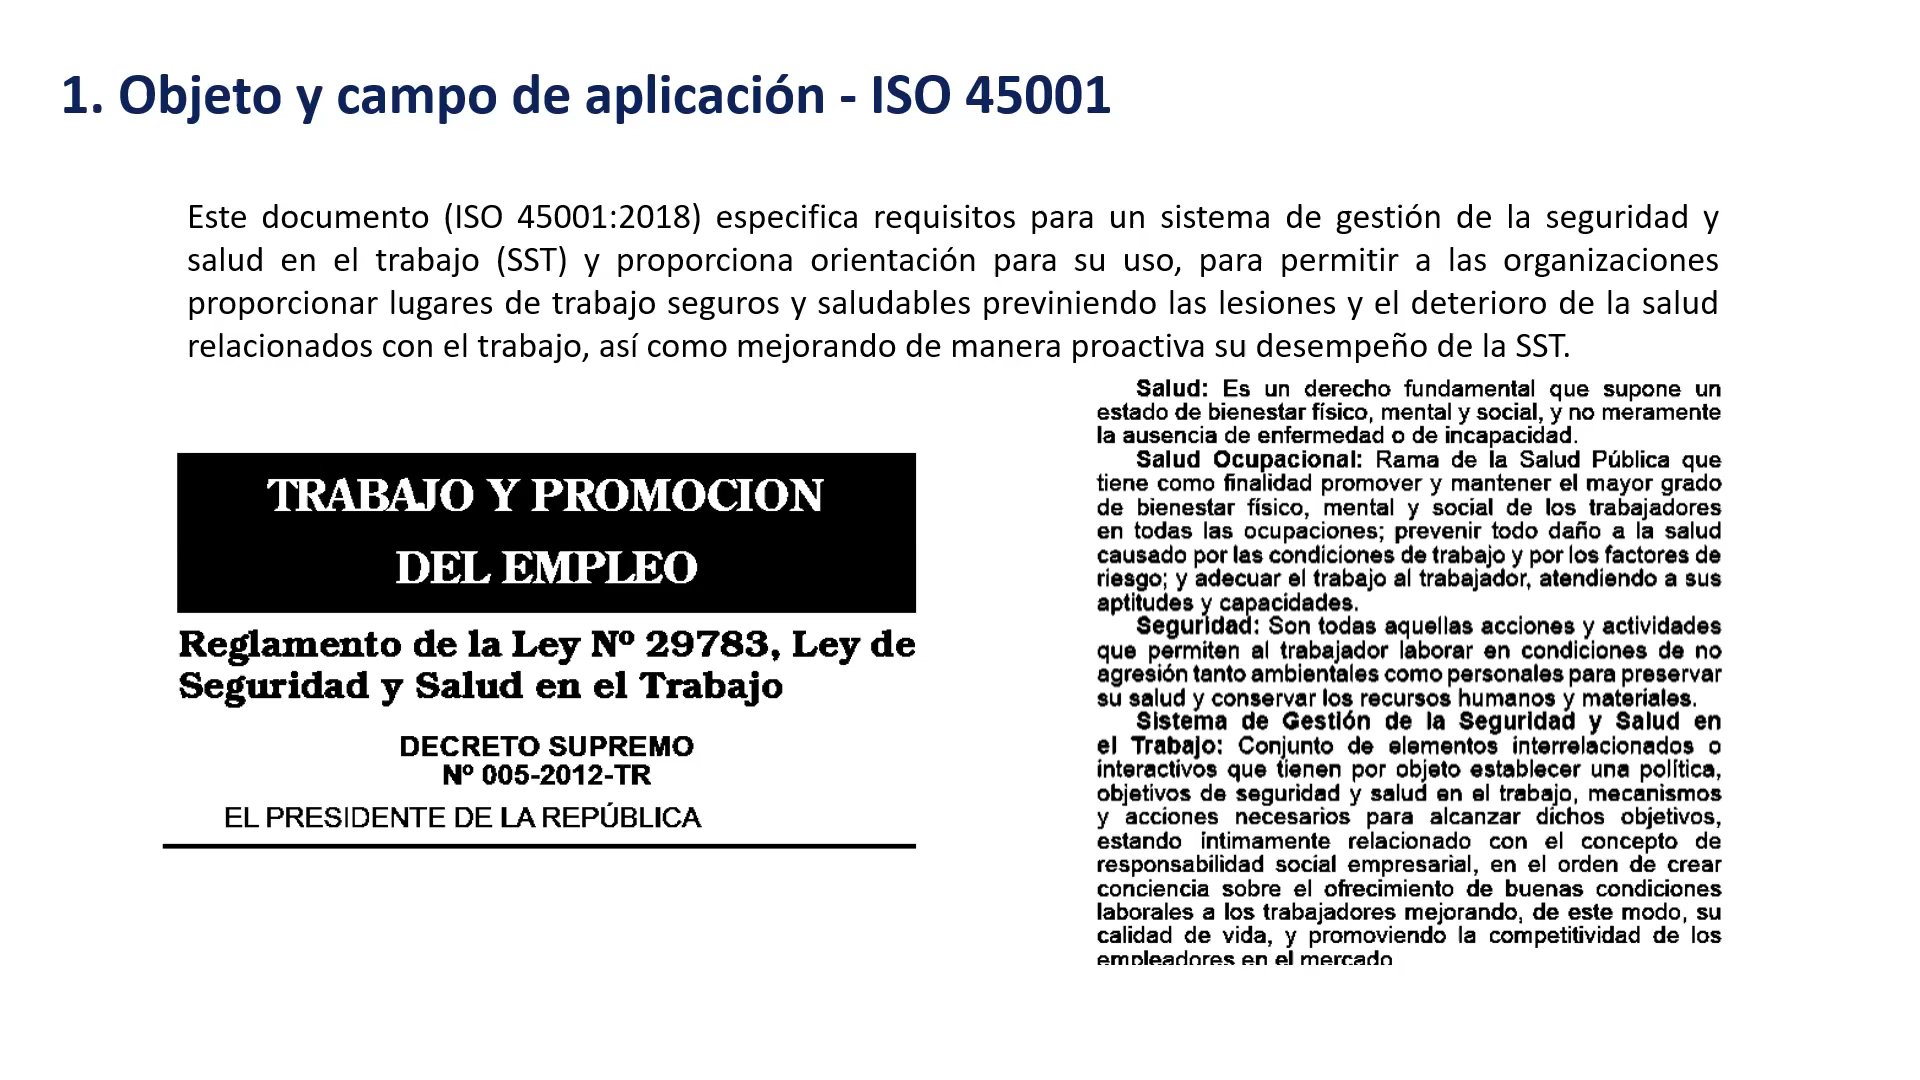 1. Objeto y campo de aplicación - ISO 45001
Este documento (ISO 45001:2018) especifica requisitos para un sistema de gestión de la seguridad y
salud en el trabajo (SST) y proporciona orientación para su uso, para permitir a las organizaciones
proporcionar lugares de trabajo seguros y saludables previniendo las lesiones y el deterioro de la salud
relacionados con el trabajo, así como mejorando de manera proactiva su desempeño de la SST.
TRABAJO Y PROMOCION
DEL EMPLEO
Reglamento de la Ley Nº 29783, Ley de
Seguridad y Salud en el Trabajo
DECRETO SUPREMO
Nº 005-2012-TR
EL PRESIDENTE DE LA REPÚBLICA
Salud: Es un derecho fundamental que supone un
estado de bienestar físico, mental y social, y no meramente
la ausencia de enfermedad o de incapacidad.
Salud Ocupacional: Rama de la Salud Pública que
tiene como finalidad promover y mantener el mayor grado
de bienestar físico, mental y social de los trabajadores
en todas las ocupaciones; prevenir todo daño a la salud
causado por las condiciones de trabajo y por los factores de
riesgo; y adecuar el trabajo al trabajador, atendiendo a sus
aptitudes y capacidades.
Seguridad: Son todas aquellas acciones y actividades
que permiten al trabajador laborar en condiciones de no
agresión tanto ambientales como personales para preservar
su salud y conservar los recursos humanos y materiales.
Sistema de Gestión de la Seguridad y Salud en
el Trabajo: Conjunto de elementos interrelacionados o
interactivos que tienen por objeto establecer una política,
objetivos de seguridad y salud en el trabajo, mecanismos
y acciones necesarios para alcanzar dichos objetivos,
estando íntimamente relacionado con el concepto de
responsabilidad social empresarial, en el orden de crear
conciencia sobre el ofrecimiento de buenas condiciones
laborales a los trabajadores mejorando, de este modo, su
calidad de vida, y promoviendo la competitividad de los
empleadores en el mercado